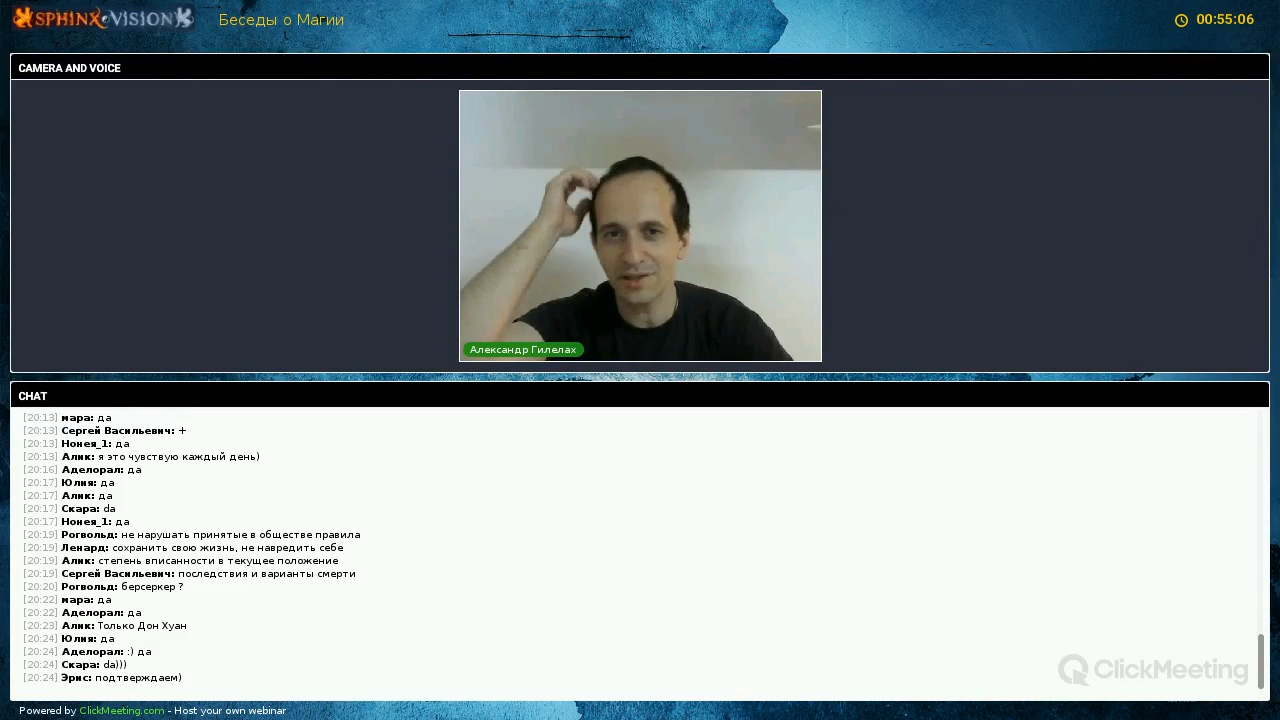 SPHINX VISION Беседы о Магии 00:55:06
CAMERA AND VOICE
Александр Гилелах
CHAT
[20:13] мара: да
[20:13] Сергей Васильевич: +
[20:13] Нонея_1: да
[20:13] Алик: я это чувствую каждый день)
[20:16] Аделорал: да
[20:17] Юлия: да
[20:17] Алик: да
[20:17] Скара: da
[20:17] Нонея_1: да
[20:19] Рогвольд: не нарушать принятые в обществе правила
[20:19] Ленард: сохранить свою жизнь, не навредить себе
[20:19] Алик: степень вписанности в текущее положение
[20:19] Сергей Васильевич: последствия и варианты смерти
[20:20] Рогвольд: берсеркер ?
[20:22] мара: да
[20:22] Аделорал: да
[20:23] Алик: Только Дон Хуан
[20:24] Юлия: да
[20:24] Аделорал: :) да
[20:24] Скара: da)))
[20:24] Эрис: подтверждаем)
ClickMeeting
Powered by ClickMeeting.com - Host your own webinar